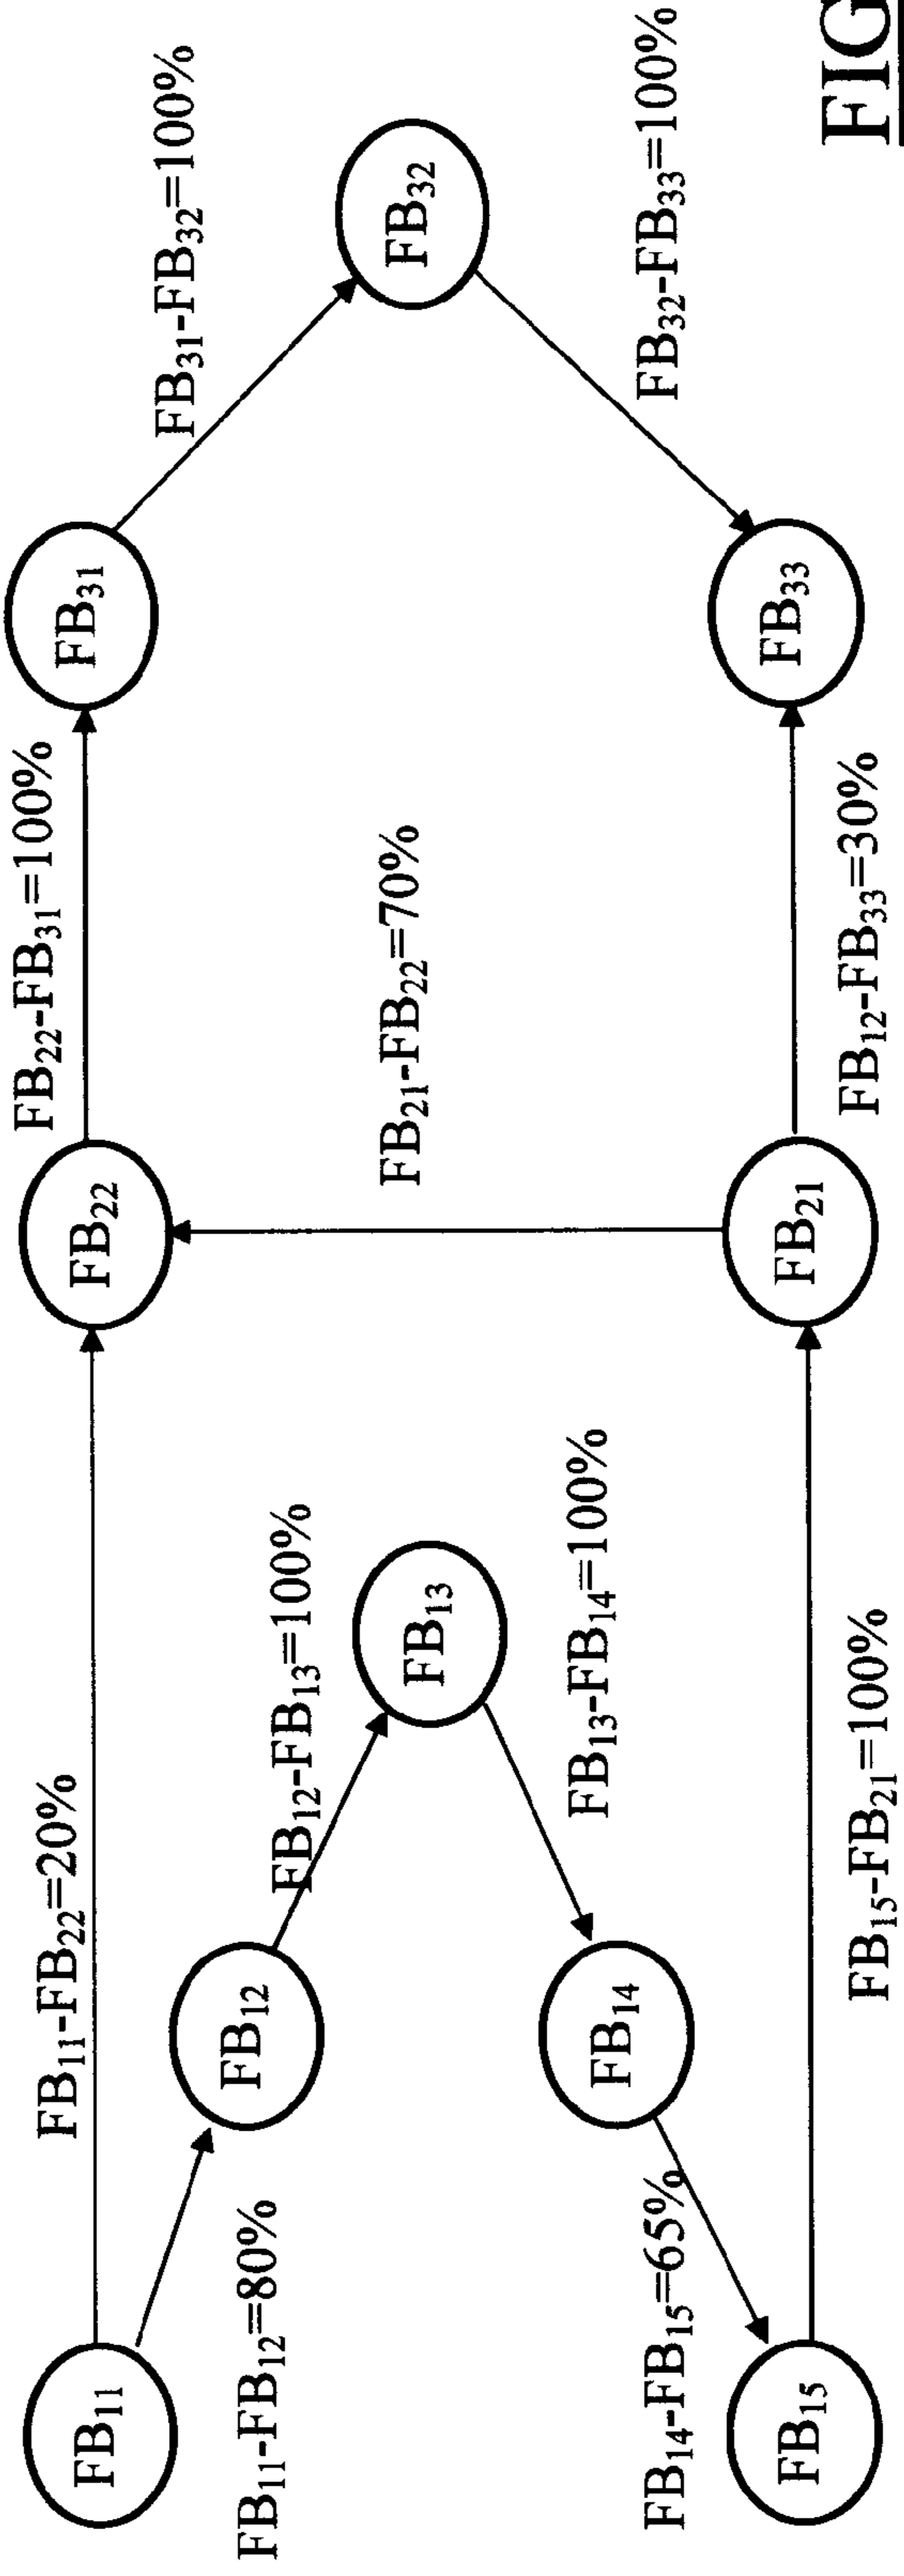 FB11-FB22=20%
FB22-FB31=100%
FB11
FB22
FB31
FB31-FB32=100%
FB11-FB12=80%
FB12
FB12-FB13=100%
FB13
FB21-FB22=70%
FB32
FB13-FB14=100%
FB14
FB14-FB15=65%
FB32-FB33=100%
FB15
FB21
FB33
FB15-FB21=100%
FB12-FB33=30%
FIG